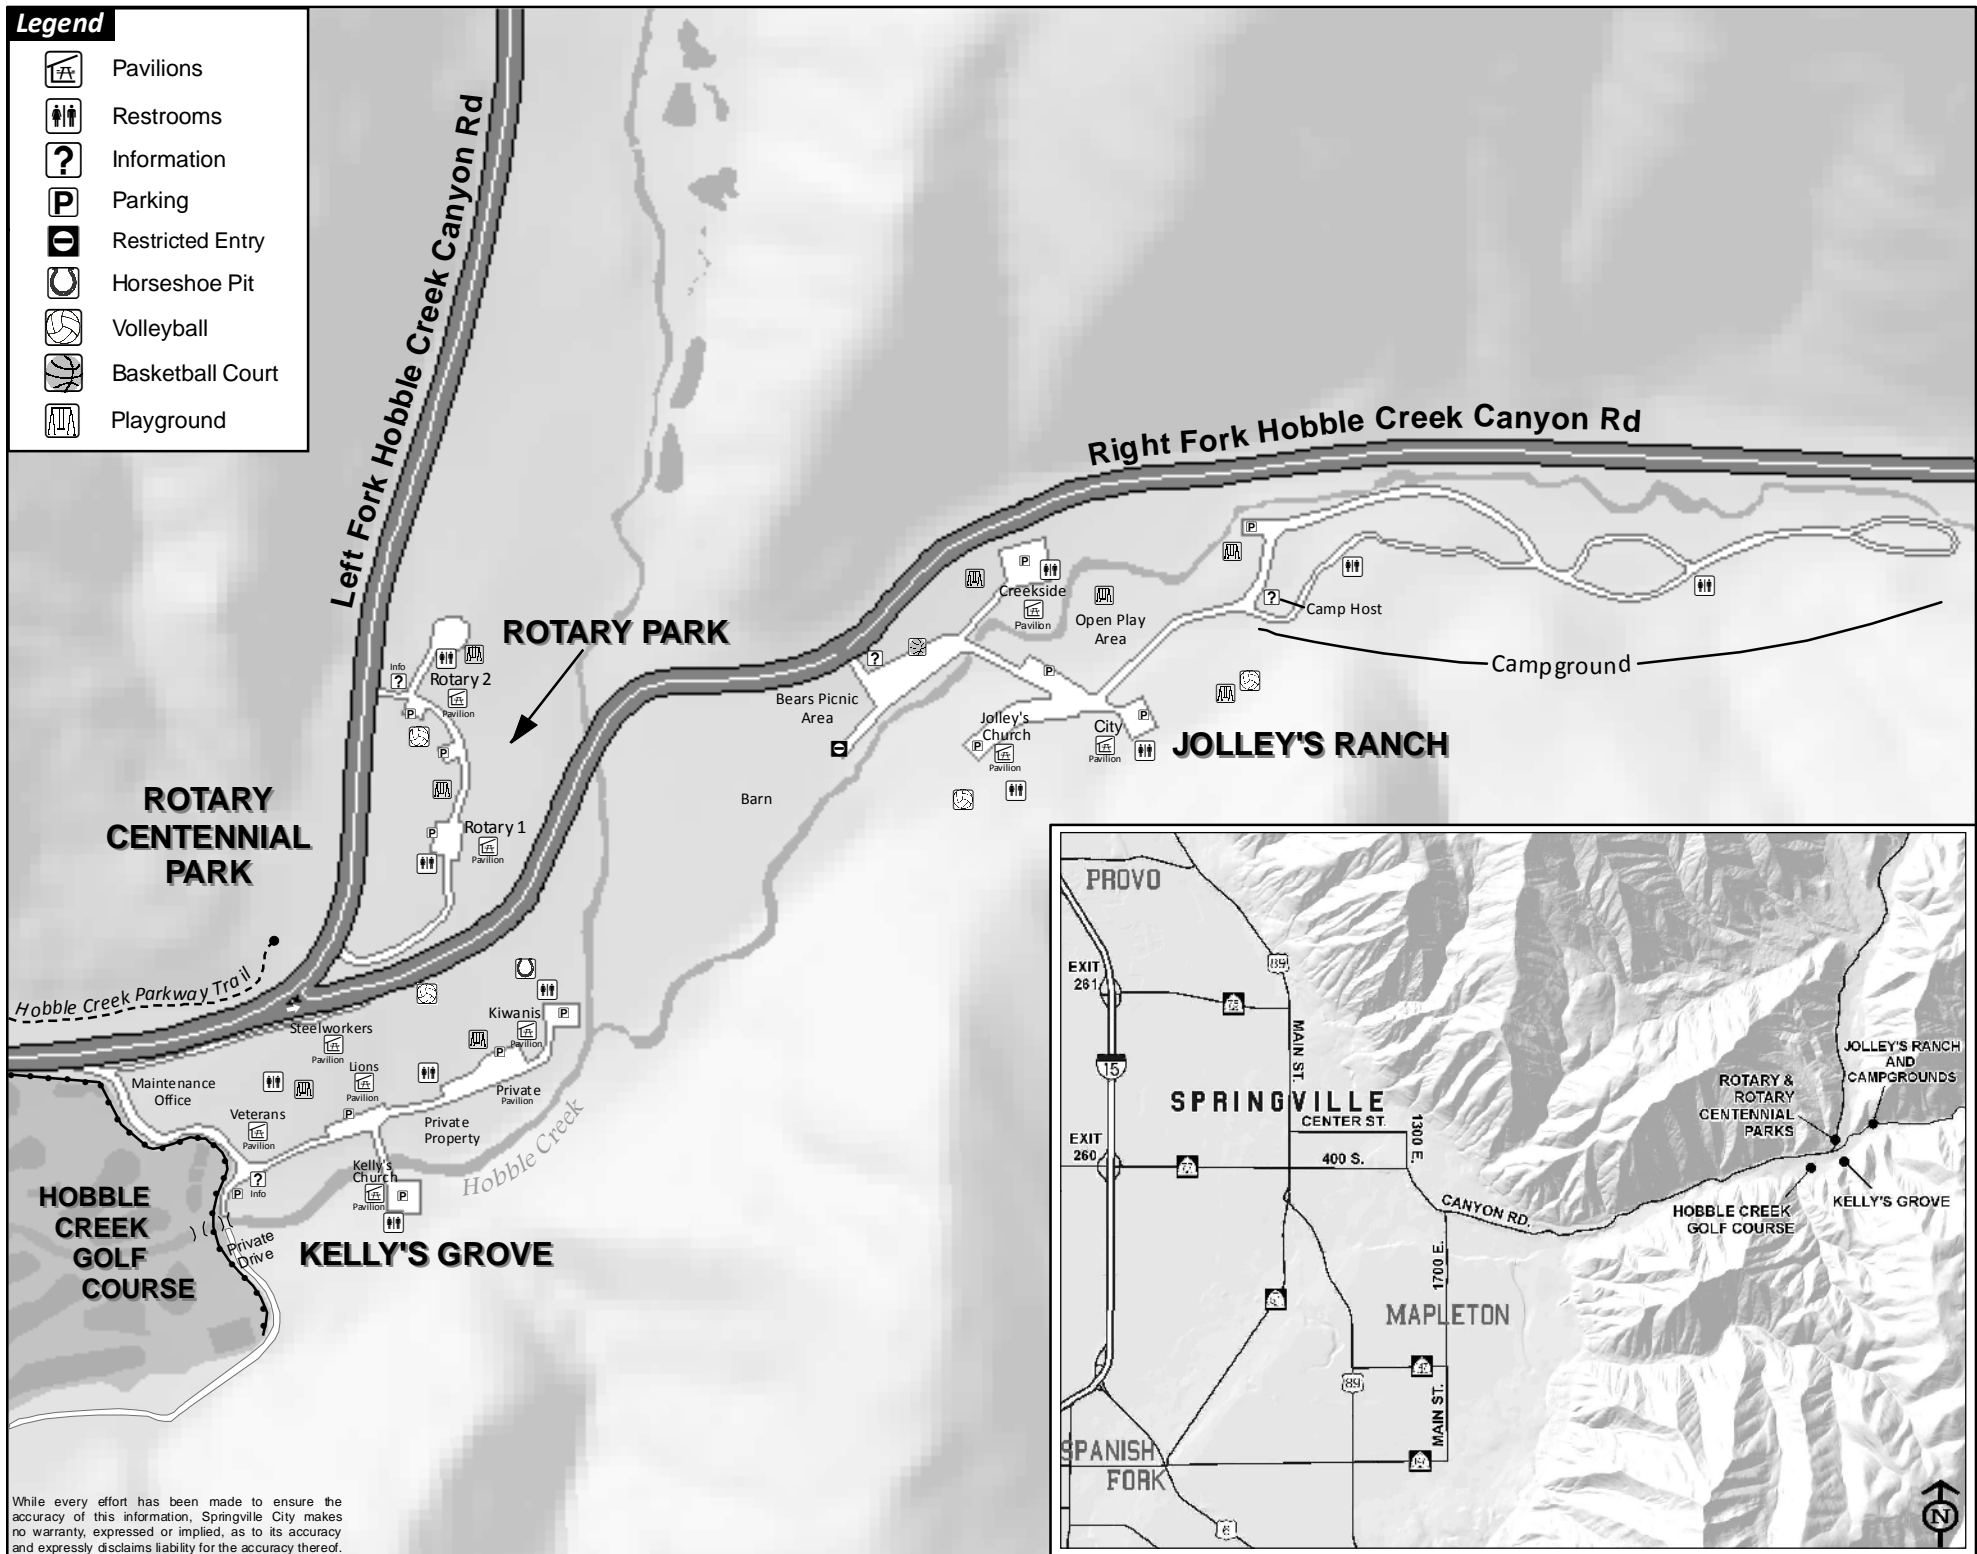 Legend
Pavilions
Restrooms
? Information
P Parking
Restricted Entry
Horseshoe Pit
Volleyball
Basketball Court
Playground
Left Fork Hobble Creek Canyon Rd
Right Fork Hobble Creek Canyon Rd
P
Creekside
Pavilion
Open Play
Area
P
?
Camp Host
Campground
ROTARY PARK
Info
?
Rotary 2
Pavilion
P
P
?
Bears Picnic
Area
P
Jolley's
Church
P
Pavilion
City
P
Pavilion
JOLLEY'S RANCH
Barn
ROTARY
CENTENNIAL
PARK
P
Rotary 1
Pavilion
Hobble Creek Parkway Trail
Steelworkers
Pavilion
Kiwanis
P
Pavilion
P
Maintenance
Office
Lions
Pavilion
Private
Pavilion
Veterans
Pavilion
P
Private
Property
Hobble Creek
?
P
Info
Kelly's
Church
P
Pavilion
Private
Drive
HOBBLE
CREEK
GOLF
COURSE
KELLY'S GROVE
PROVO
EXIT
261
89
75
MAIN ST.
15
SPRINGVILLE
CENTER ST.
1300 E.
EXIT
260
77
400 S.
CANYON RD.
1700 E.
JOLLEY'S RANCH
AND
CAMPGROUNDS
ROTARY &
ROTARY
CENTENNIAL
PARKS
KELLY'S GROVE
HOBBLE CREEK
GOLF COURSE
MAPLETON
89
MAIN ST.
147
SPANISH
FORK
6
N
While every effort has been made to ensure the
accuracy of this information, Springville City makes
no warranty, expressed or implied, as to its accuracy
and expressly disclaims liability for the accuracy thereof.